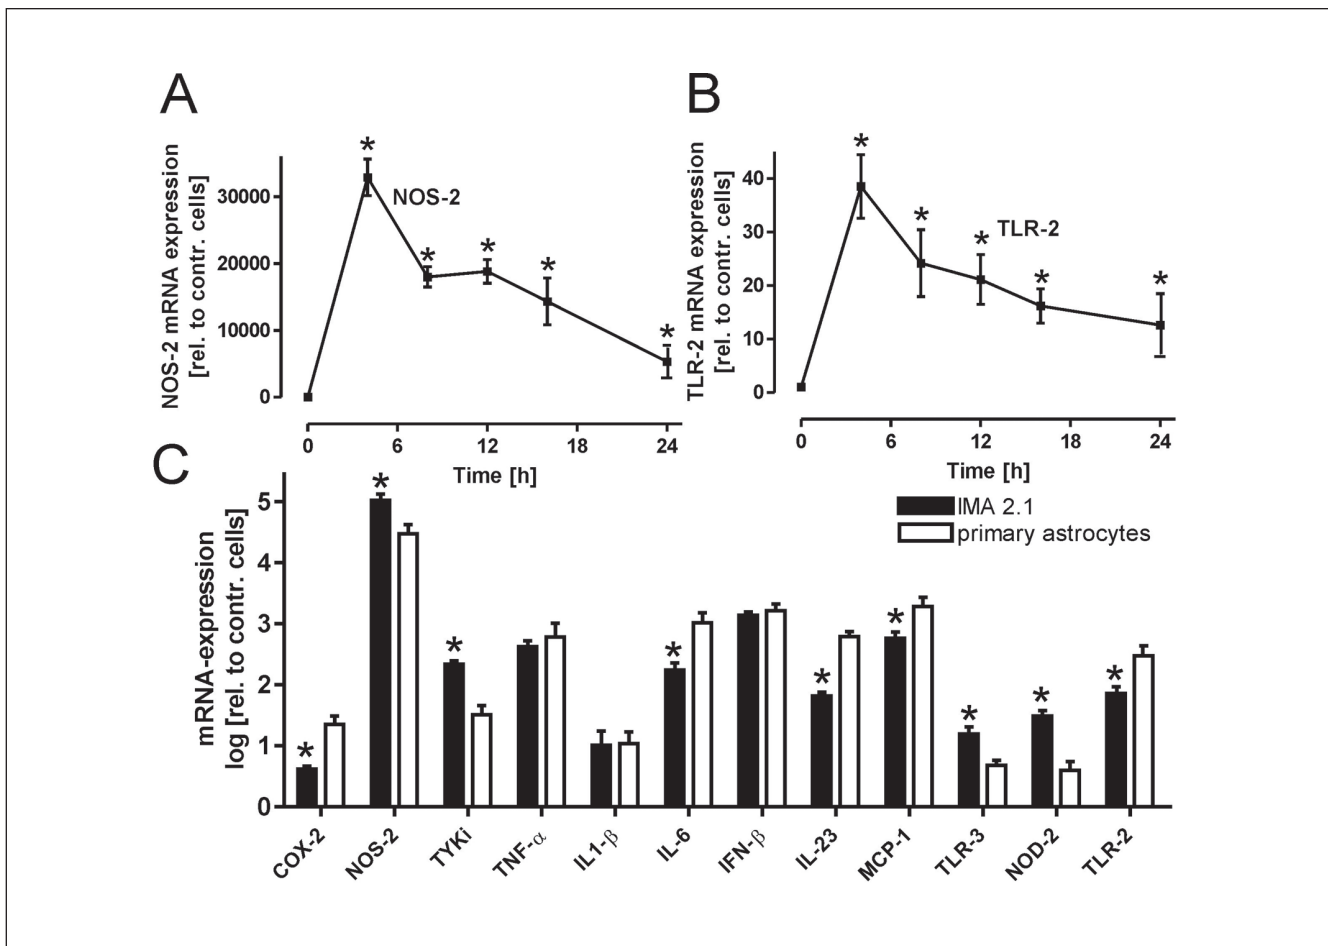 A
NOS-2 mRNA expression
[rel. to contr. cells]
30000
20000
10000
0
*
NOS-2
*
*
*
*
0 6 12 18 24
Time [h]
B
TLR-2 mRNA expression
[rel. to contr. cells]
40
30
20
10
0
*
*
*
TLR-2
*
*
0 6 12 18 24
Time [h]
C
mRNA-expression
log [rel. to contr. cells]
5
4
3
2
1
0
IMA 2.1
primary astrocytes
* * * * * * * * *
COX-2 NOS-2 TYKi TNF-α IL1-β IL-6 IFN-β IL-23 MCP-1 TLR-3 NOD-2 TLR-2